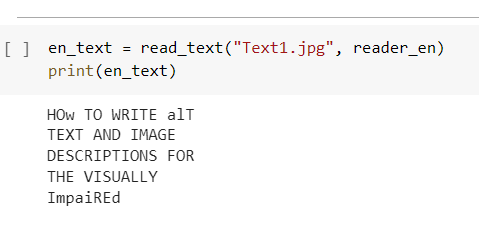 [ ] en_text = read_text("Text1.jpg", reader_en)
print(en_text)
HOw TO WRITE alT
TEXT AND IMAGE
DESCRIPTIONS FOR
THE VISUALLY
ImpaiREd